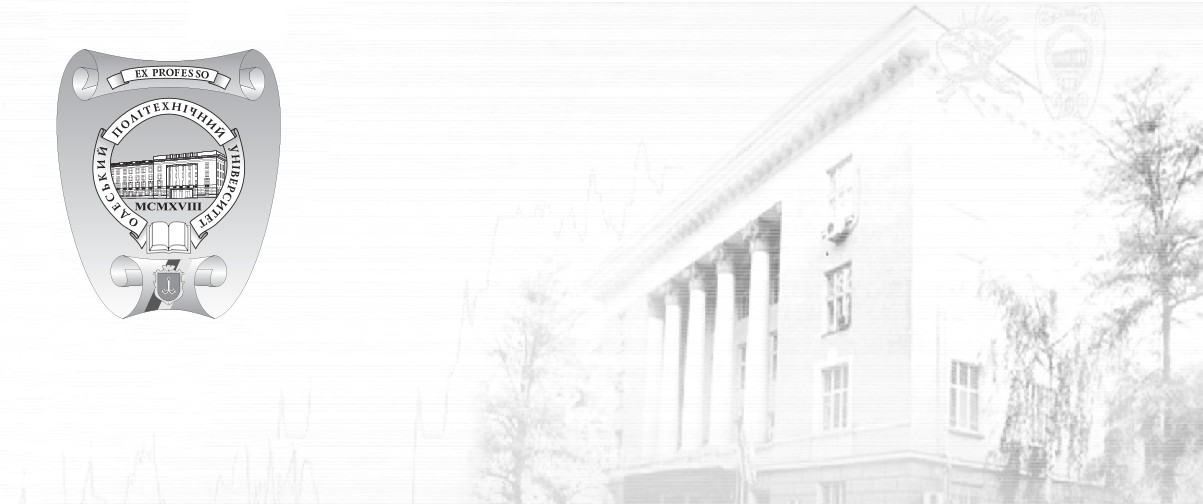 EX PROFESSO
ОДЕСЬКИЙ ПОЛІТЕХНІЧНИЙ УНІВЕРСИТЕТ
MCMXVIII